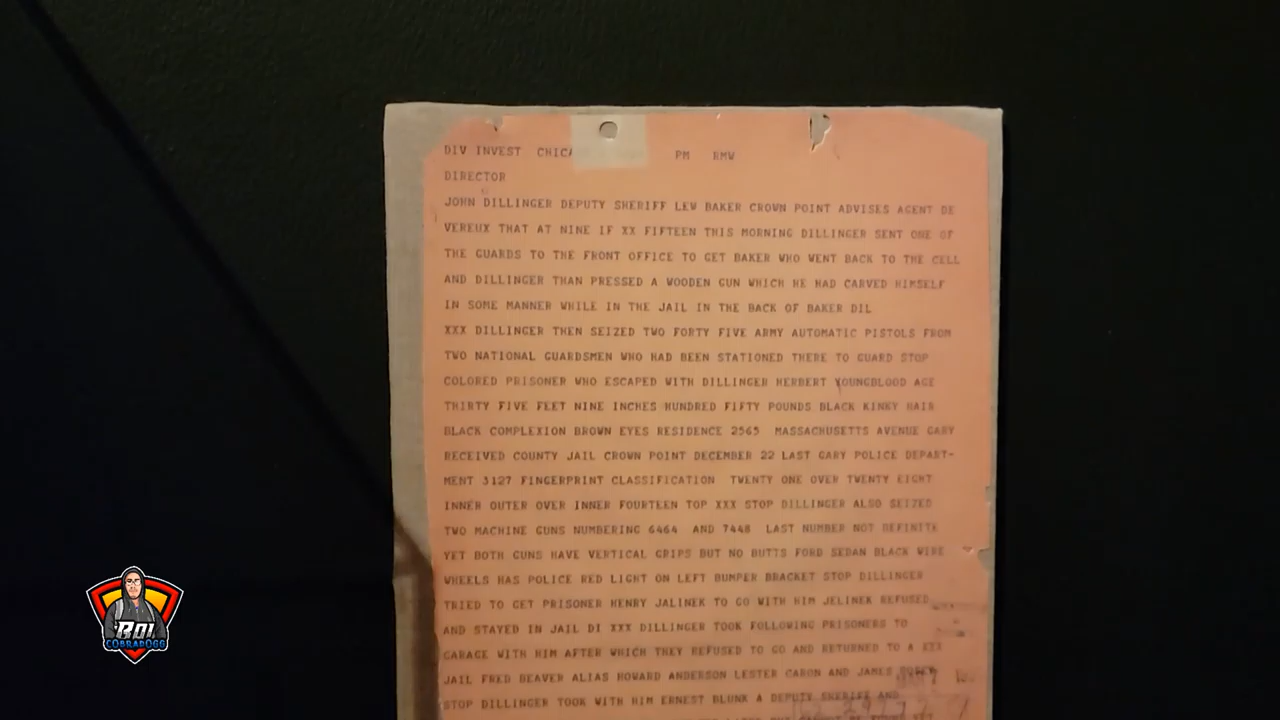 DIV INVEST CHICA PM RMW
DIRECTOR
JOHN DILLINGER DEPUTY SHERIFF LEW BAKER CROWN POINT ADVISES AGENT DE
VEREUX THAT AT NINE IF XX FIFTEEN THIS MORNING DILLINGER SENT ONE OF
THE GUARDS TO THE FRONT OFFICE TO GET BAKER WHO WENT BACK TO THE CELL
AND DILLINGER THAN PRESSED A WOODEN GUN WHICH HE HAD CARVED HIMSELF
IN SOME MANNER WHILE IN THE JAIL IN THE BACK OF BAKER DIL
XXX DILLINGER THEN SEIZED TWO FORTY FIVE ARMY AUTOMATIC PISTOLS FROM
TWO NATIONAL GUARDSMEN WHO HAD BEEN STATIONED THERE TO GUARD STOP
COLORED PRISONER WHO ESCAPED WITH DILLINGER HERBERT YOUNGBLOOD AGE
THIRTY FIVE FEET NINE INCHES HUNDRED FIFTY POUNDS BLACK KINKY HAIR
BLACK COMPLEXION BROWN EYES RESIDENCE 2565 MASSACHUSETTS AVENUE GARY
RECEIVED COUNTY JAIL CROWN POINT DECEMBER 22 LAST GARY POLICE DEPART-
MENT 3127 FINGERPRINT CLASSIFICATION TWENTY ONE OVER TWENTY EIGHT
INNER OUTER OVER INNER FOURTEEN TOP XXX STOP DILLINGER ALSO SEIZED
TWO MACHINE GUNS NUMBERING 6464 AND 7448 LAST NUMBER NOT DEFINITE
YET BOTH GUNS HAVE VERTICAL GRIPS BUT NO BUTTS FORD SEDAN BLACK WIRE
WHEELS HAS POLICE RED LIGHT ON LEFT BUMPER BRACKET STOP DILLINGER
TRIED TO GET PRISONER HENRY JALINEK TO GO WITH HIM JELINEK REFUSED
AND STAYED IN JAIL DI XXX DILLINGER TOOK FOLLOWING PRISONERS TO
GARAGE WITH HIM AFTER WHICH THEY REFUSED TO GO AND RETURNED TO A XXX
JAIL FRED BEAVER ALIAS HOWARD ANDERSON LESTER CARON AND JAMES
STOP DILLINGER TOOK WITH HIM ERNEST BLUNK A DEPUTY SHERIFF AND
BOI
COBRADOGG